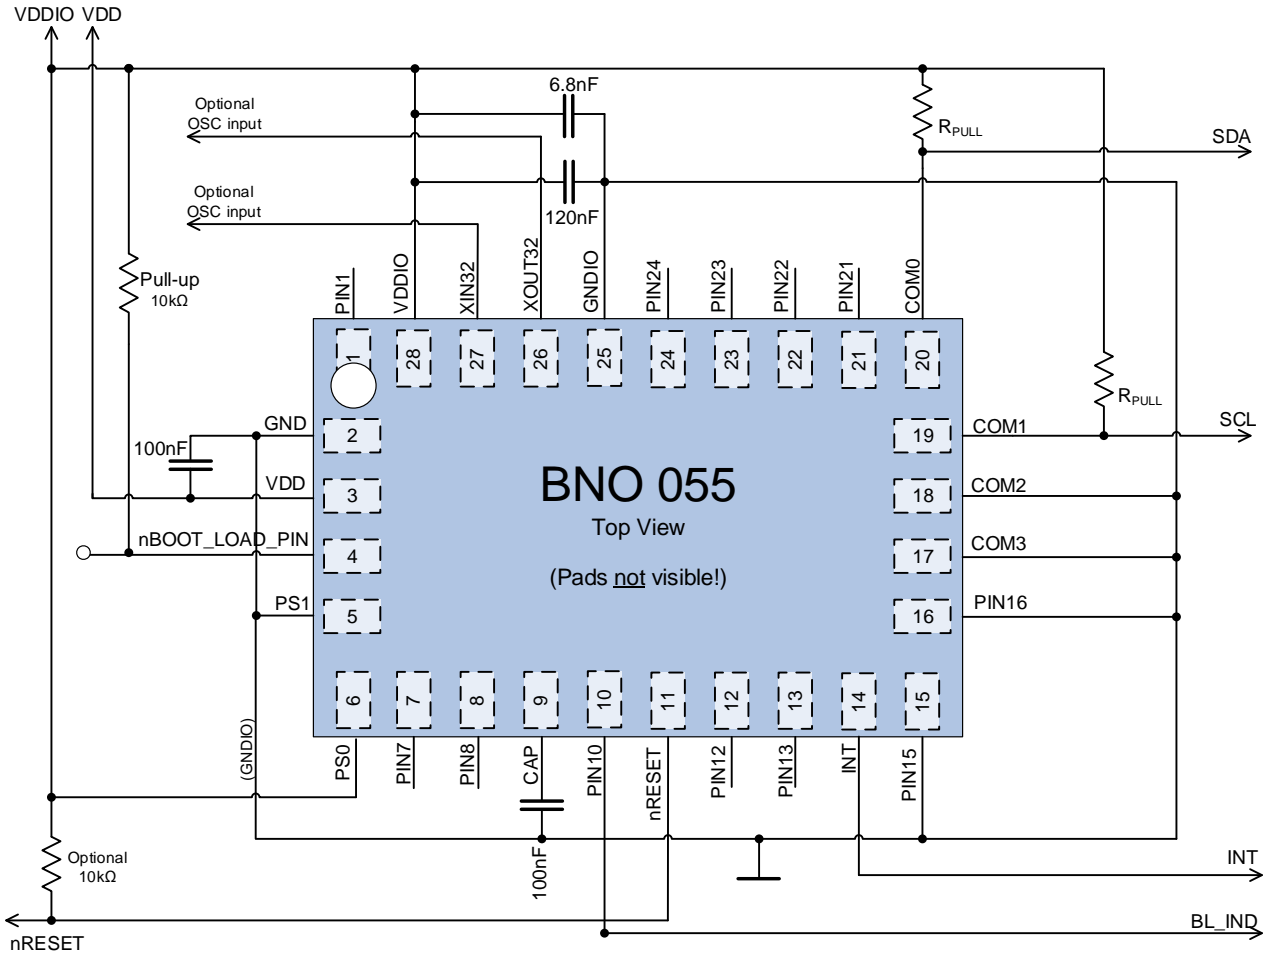 VDDIO VDD
6.8nF
Optional
OSC input
R_PULL
SDA
Optional
OSC input
120nF
Pull-up
10kΩ
PIN1
VDDIO
XIN32
XOUT32
GNDIO
PIN24
PIN23
PIN22
PIN21
COM0
1
28
27
26
25
24
23
22
21
20
R_PULL
GND
2
19
COM1
SCL
100nF
VDD
3
BNO 055
18
COM2
Top View
nBOOT_LOAD_PIN
4
17
COM3
(Pads not visible!)
PS1
5
16
PIN16
6
7
8
9
10
11
12
13
14
15
(GNDIO)
PS0
PIN7
PIN8
CAP
PIN10
nRESET
PIN12
PIN13
INT
PIN15
Optional
10kΩ
100nF
INT
BL_IND
nRESET